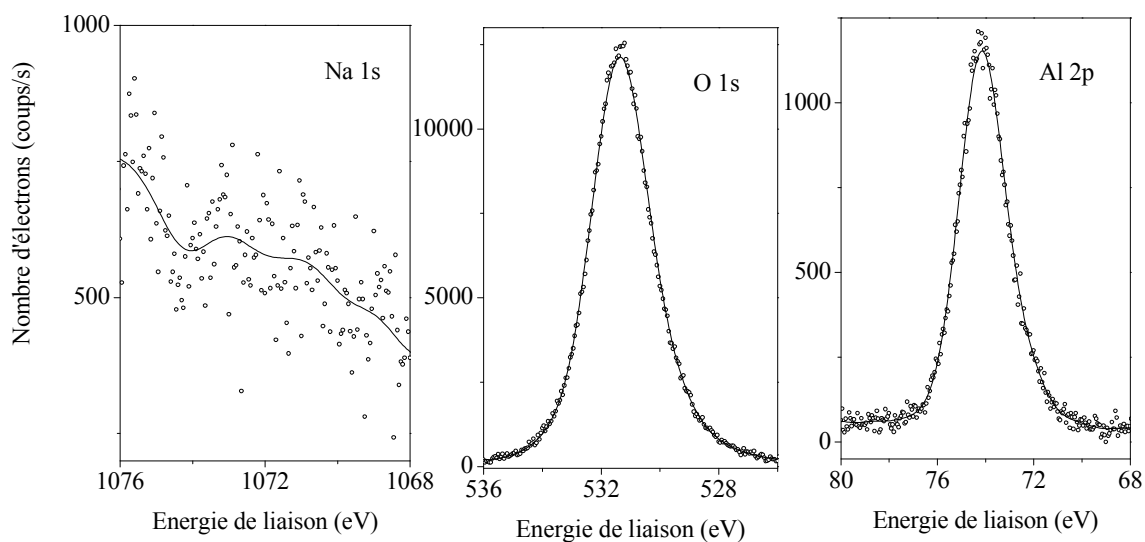 Nombre d'électrons (coups/s)
1000
500
Na 1s
1076
1072
1068
Energie de liaison (eV)
10000
5000
0
O 1s
536
532
528
Energie de liaison (eV)
1000
500
0
Al 2p
80
76
72
68
Energie de liaison (eV)